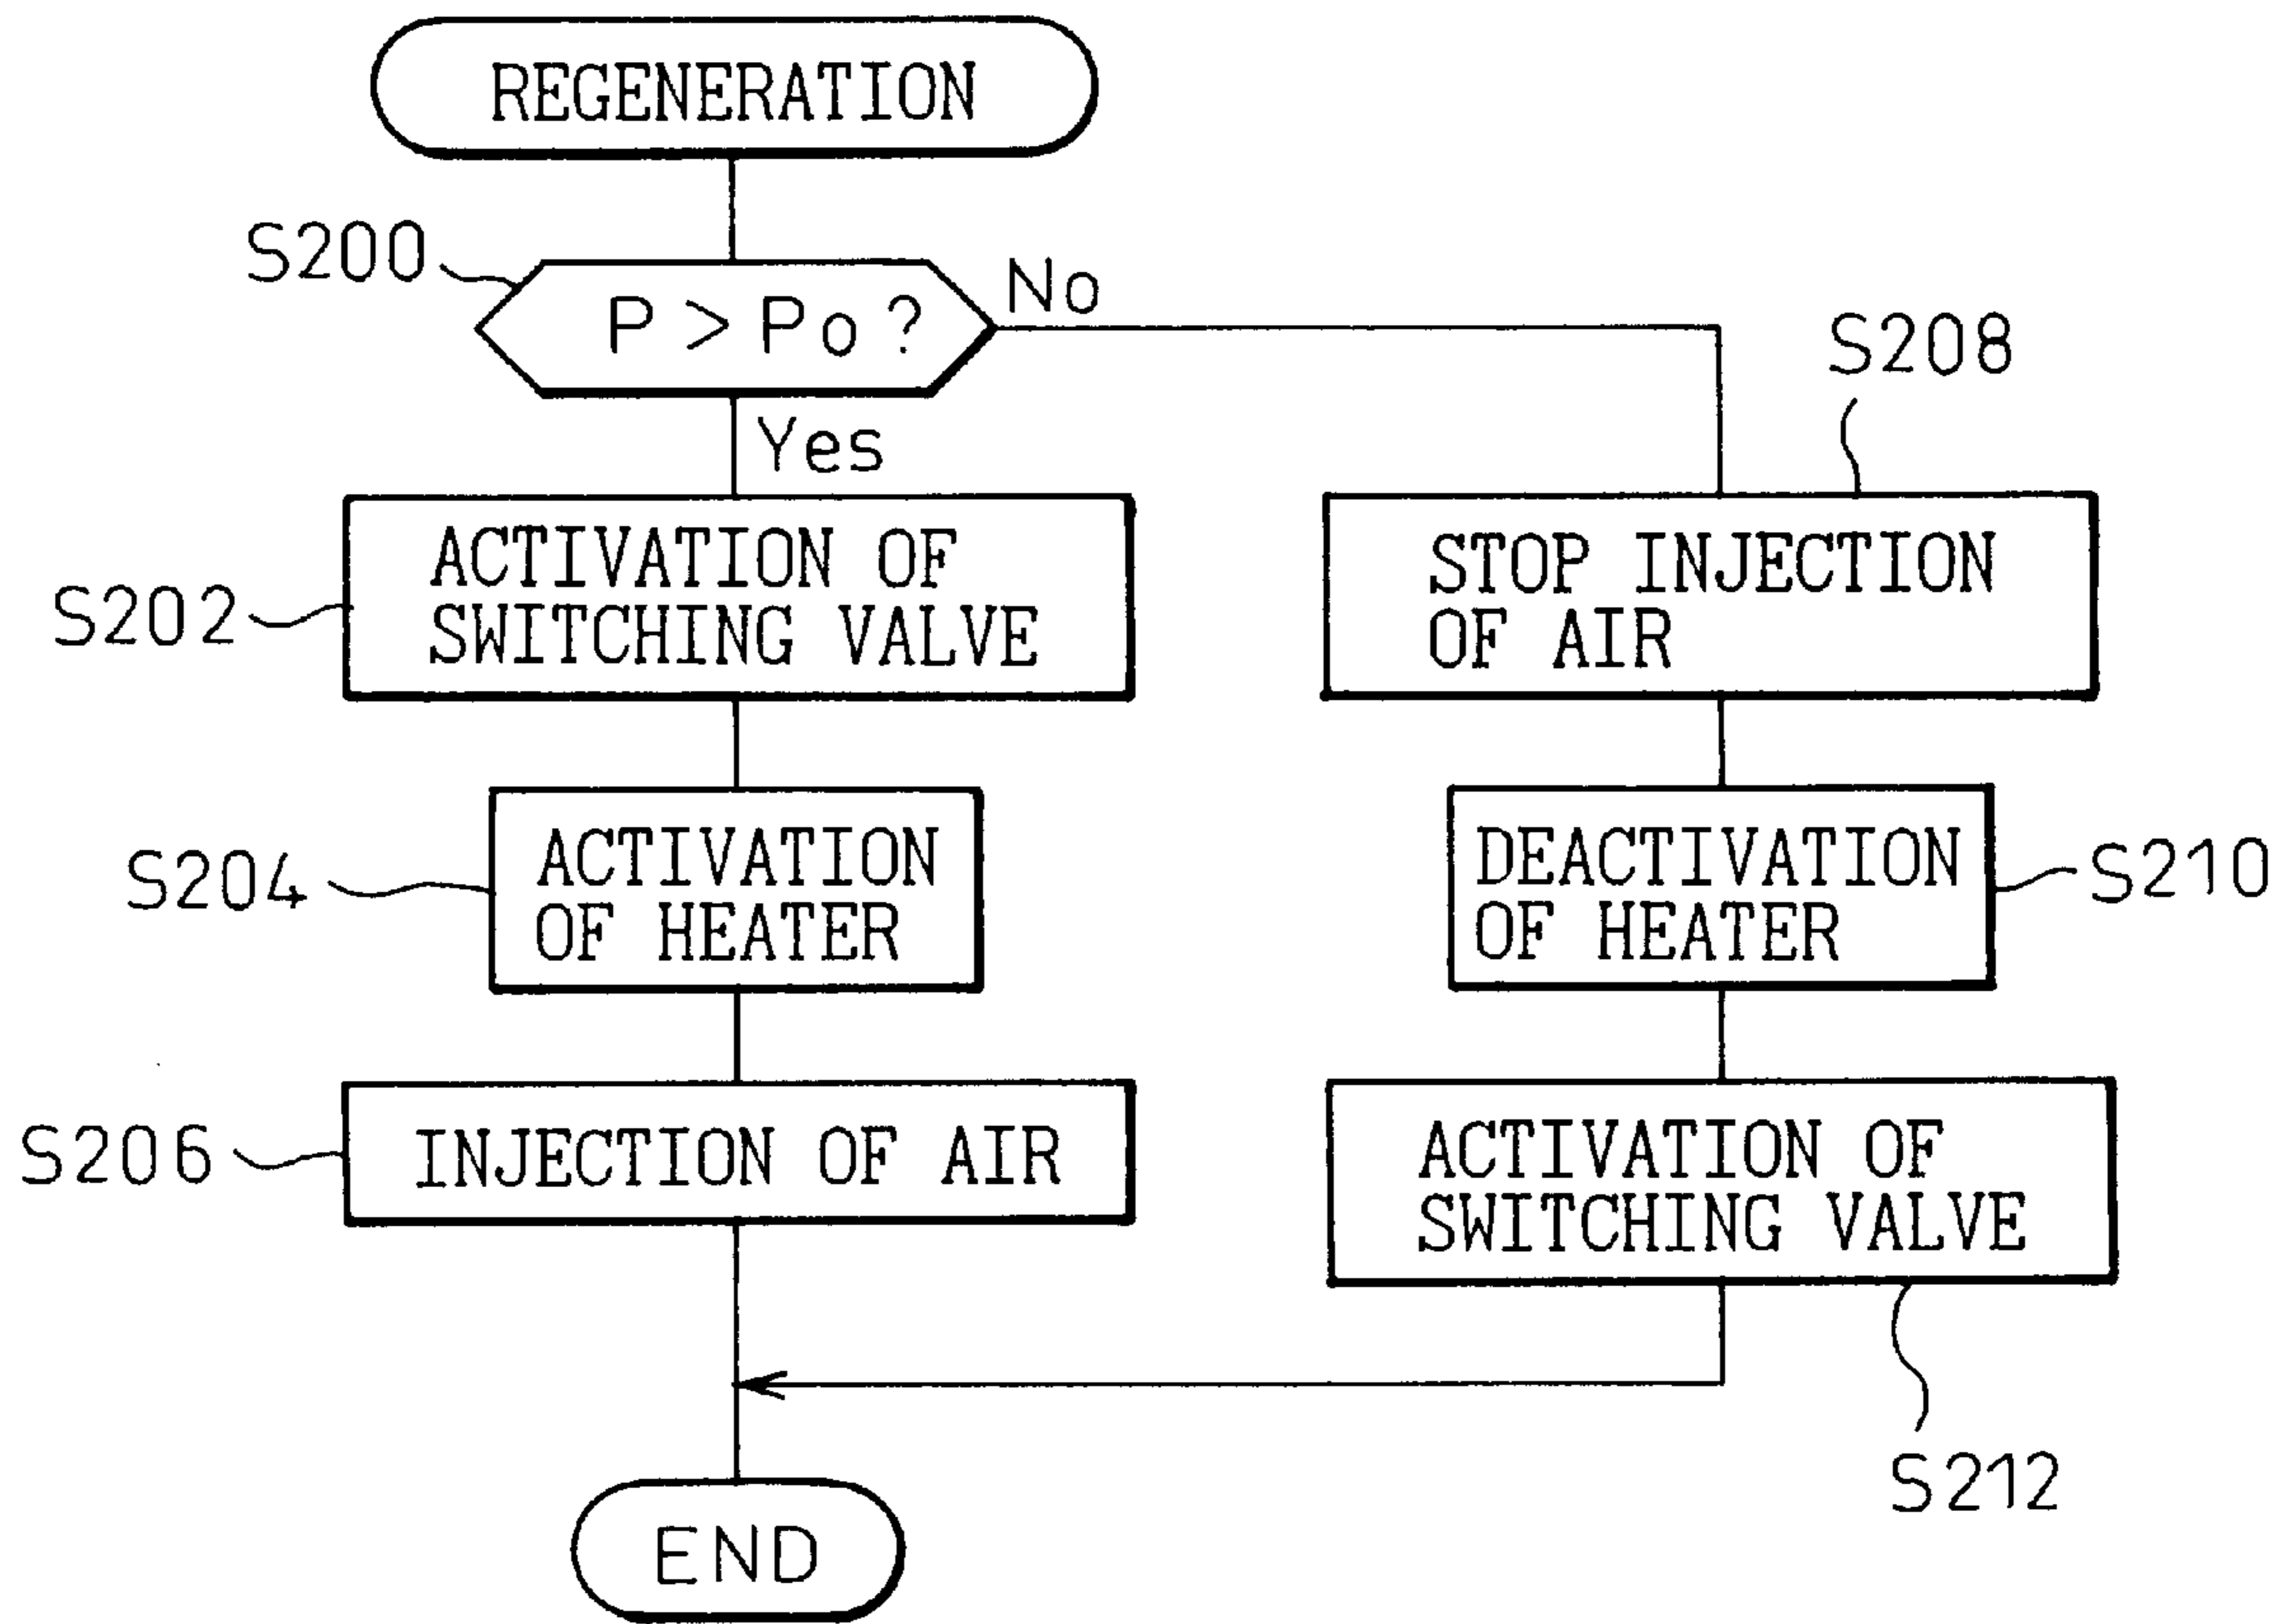 REGENERATION
S200
P > Po ?
No
Yes
S202
ACTIVATION OF
SWITCHING VALVE
S204
ACTIVATION
OF HEATER
S206
INJECTION OF AIR
S208
STOP INJECTION
OF AIR
S210
DEACTIVATION
OF HEATER
ACTIVATION OF
SWITCHING VALVE
S212
END